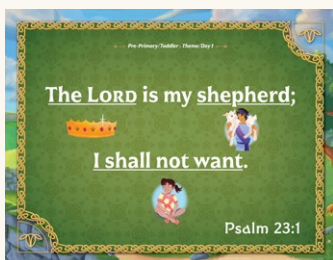 Pre-Primary/Toddler - Theme/Day 1
The LORD is my shepherd;
I shall not want.
Psalm 23:1